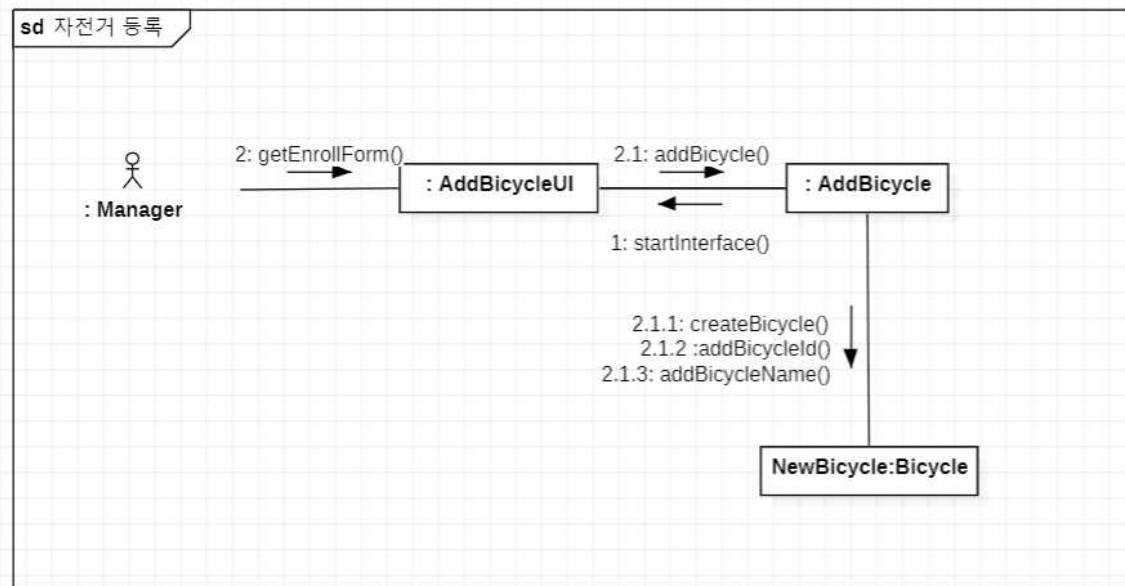 sd 자전거 등록
2: getEnrollForm()
2.1: addBicycle()
: AddBicycleUI
: AddBicycle
: Manager
1: startInterface()
2.1.1: createBicycle()
2.1.2 :addBicycleId()
2.1.3: addBicycleName()
NewBicycle:Bicycle